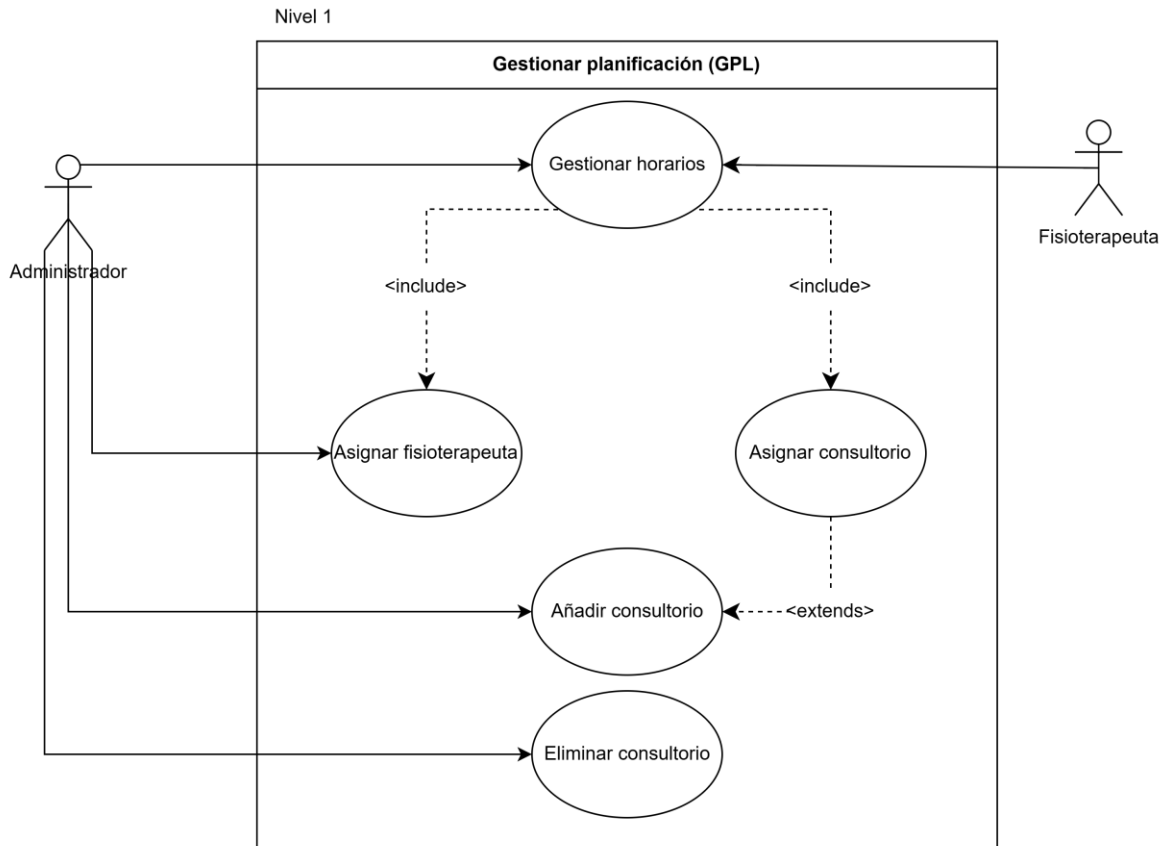 Nivel 1
Gestionar planificación (GPL)
Gestionar horarios
Administrador
Fisioterapeuta
<include>
<include>
Asignar fisioterapeuta
Asignar consultorio
Añadir consultorio
<extends>
Eliminar consultorio